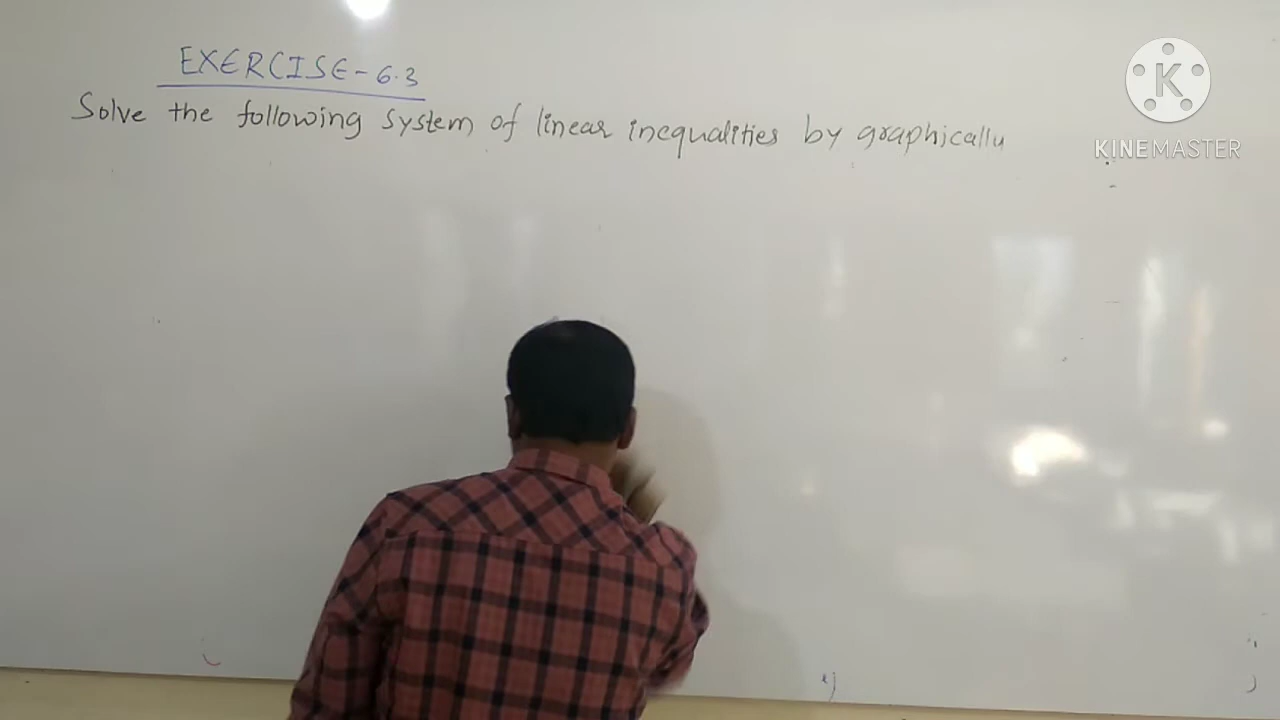 EXERCISE-6.3
Solve the following system of linear inequalities by graphically
K
KINEMASTER